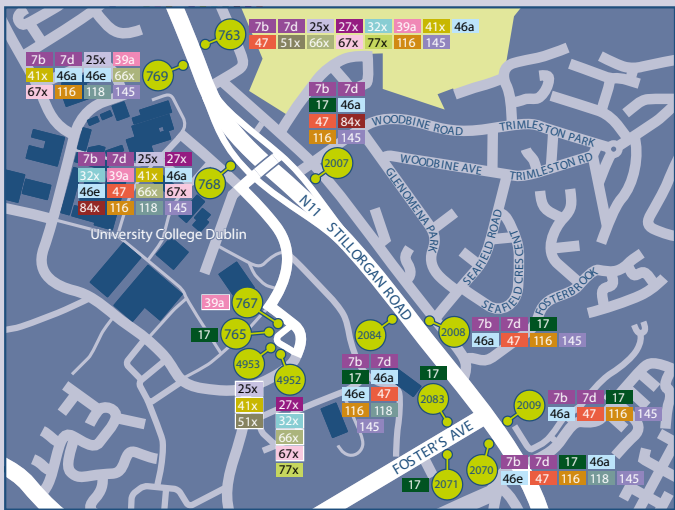 763
7b 7d 25x 27x 32x 39a 41x 46a
47 51x 66x 67x 77x 116 145
769
7b 7d 25x 39a
41x 46a 46e 66x
67x 116 118 145
7b 7d
17 46a
47 84x
116 145
2007
WOODBINE ROAD
TRIMLESTON PARK
WOODBINE AVE
TRIMLESTON RD
7b 7d 25x 27x
32x 39a 41x 46a
46e 47 66x 67x
84x 116 118 145
768
GLENOMENA PARK
SEAFIELD ROAD
SEAFIELD CRESCENT
FOSTERBROOK
N11 STILLORGAN ROAD
University College Dublin
39a
767
17
765
4953
4952
25x
41x
51x
27x
32x
66x
67x
77x
2084
7b 7d
17 46a
46e 47
116 118
145
2008
7b 7d 17
46a 47 116 145
17
2083
2009
7b 7d 17
46a 47 116 145
FOSTER'S AVE
17
2071
2070
7b 7d 17 46a
46e 47 116 118 145